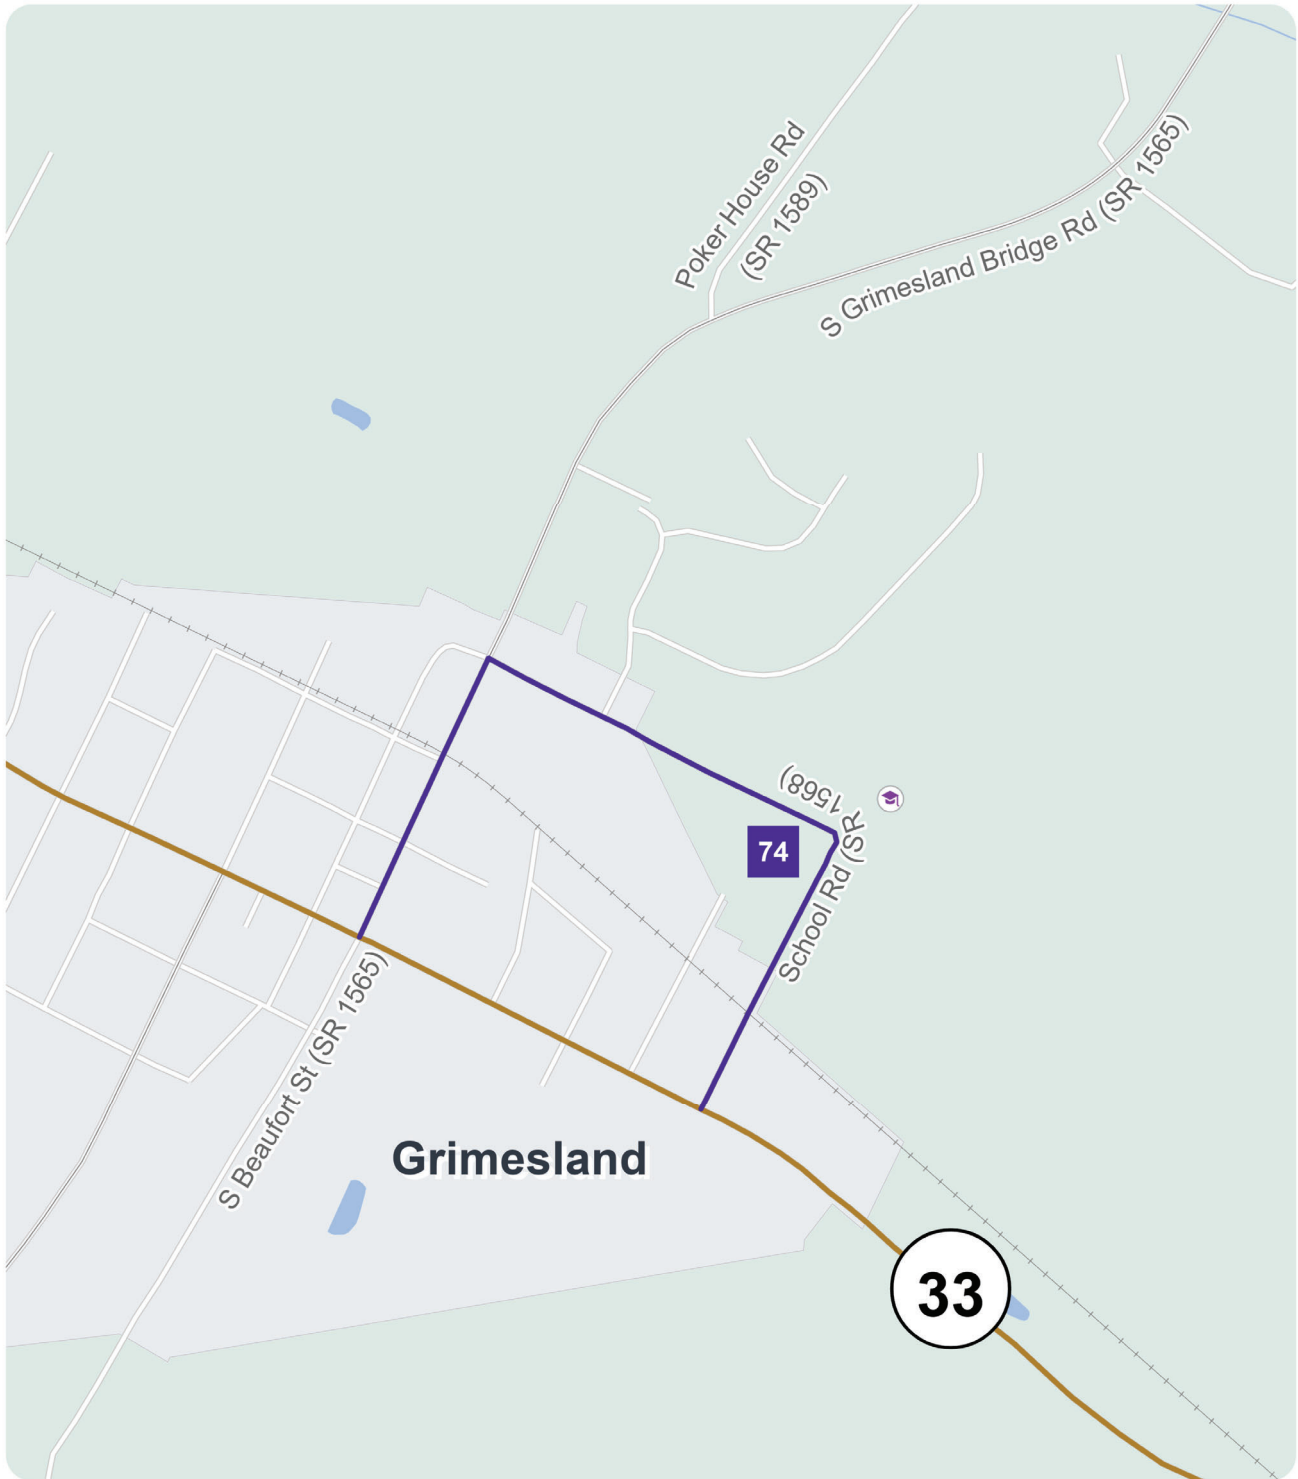 Poker House Rd
(SR 1589)
S Grimesland Bridge Rd (SR 1565)
School Rd (SR
1568)
74
S Beaufort St (SR 1565)
Grimesland
33